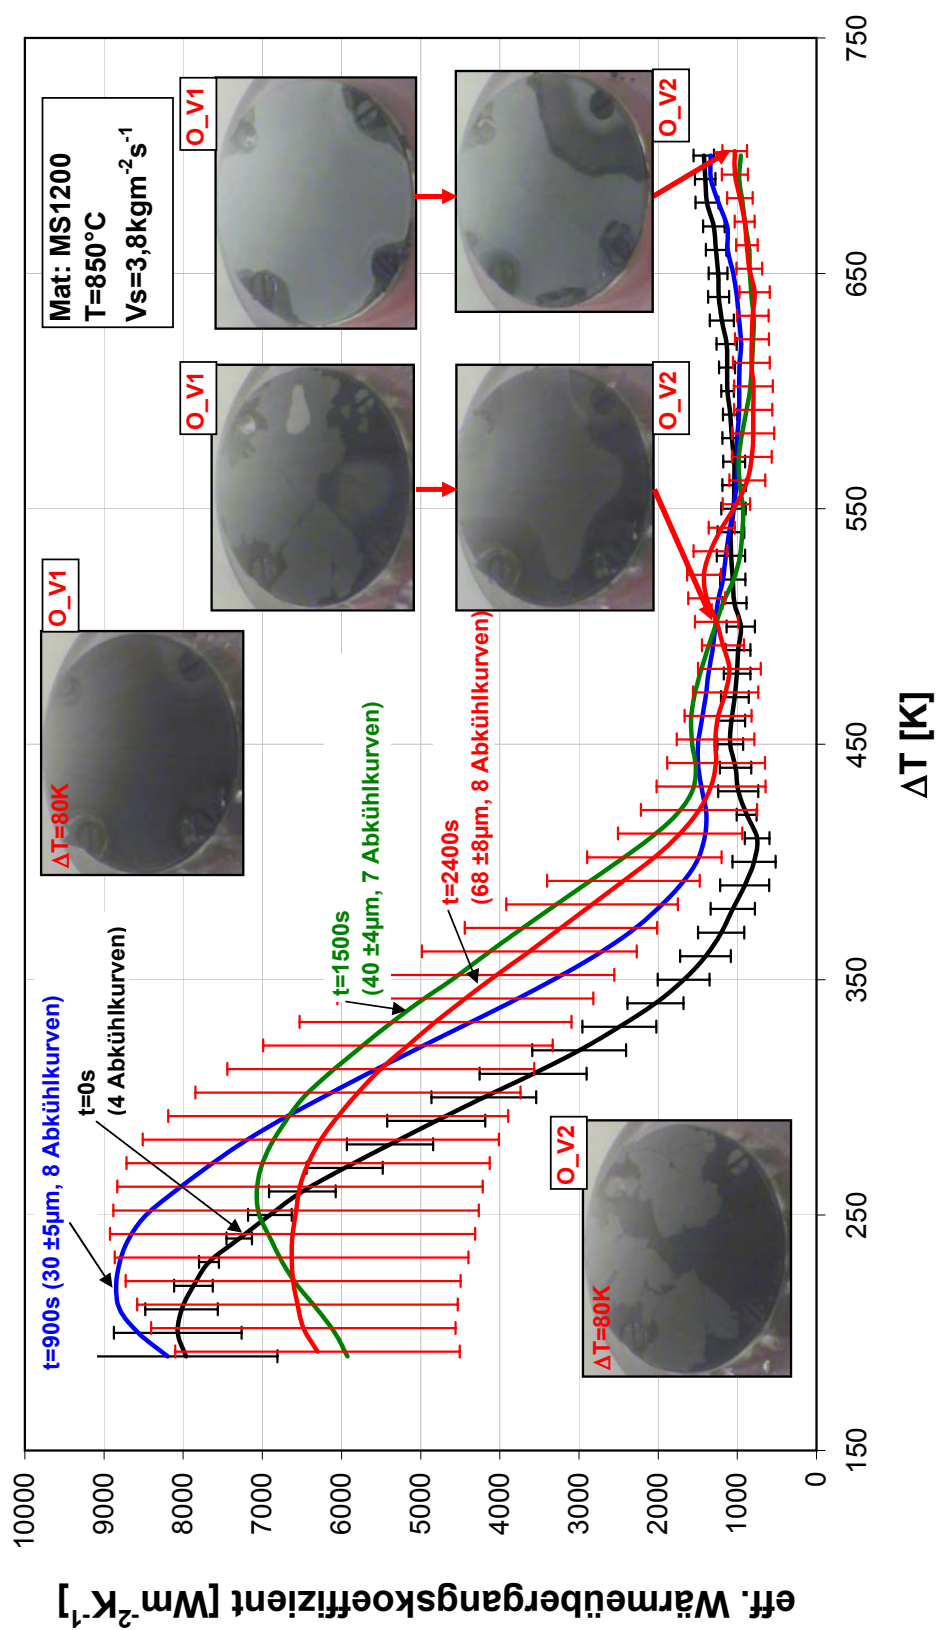 eff. Wärmeübergangskoeffizient [Wm-2K-1]
10000
9000
8000
7000
6000
5000
4000
3000
2000
1000
0
150
250
350
450
550
650
750
ΔT [K]
Mat: MS1200
T=850°C
Vs=3,8kgm-2s-1
t=900s (30 ±5µm, 8 Abkühlkurven)
t=0s
(4 Abkühlkurven)
t=1500s
(40 ±4µm, 7 Abkühlkurven)
t=2400s
(68 ±8µm, 8 Abkühlkurven)
ΔT=80K
O_V1
O_V1
O_V1
O_V2
O_V2
ΔT=80K
O_V2